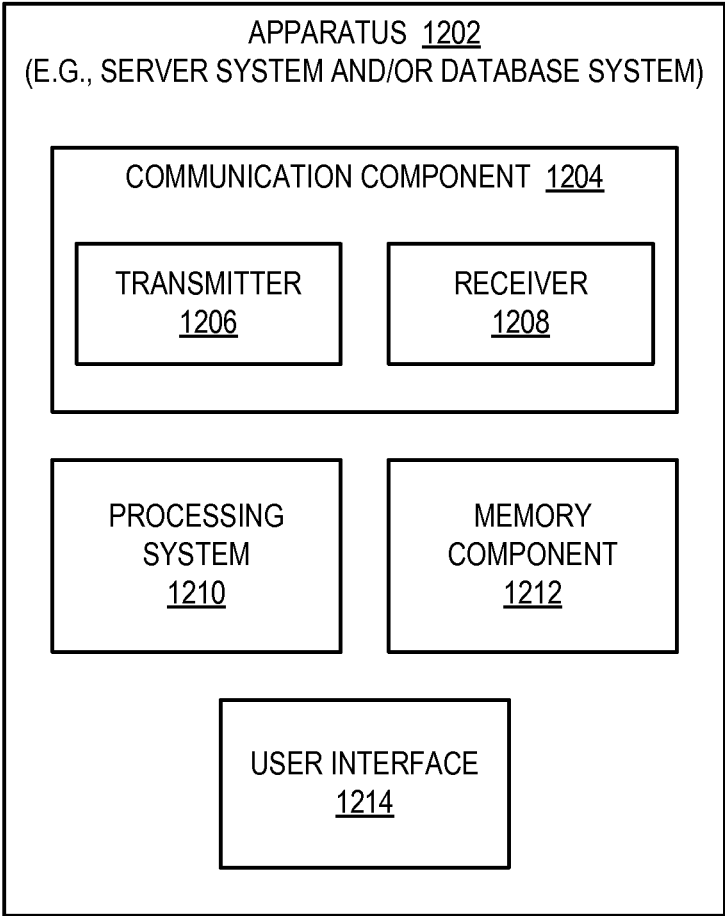 APPARATUS 1202
(E.G., SERVER SYSTEM AND/OR DATABASE SYSTEM)
COMMUNICATION COMPONENT 1204
TRANSMITTER
1206
RECEIVER
1208
PROCESSING
SYSTEM
1210
MEMORY
COMPONENT
1212
USER INTERFACE
1214